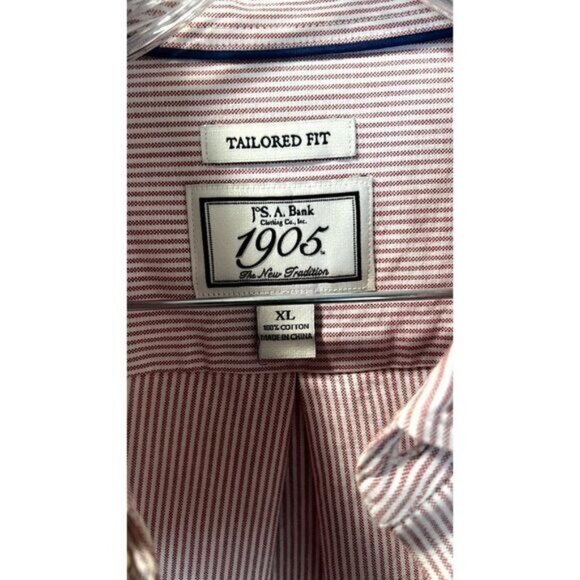 TAILORED FIT
JoS. A. Bank
Clothing Co., Inc.
1905
The New Tradition
XL
100% COTTON
MADE IN CHINA